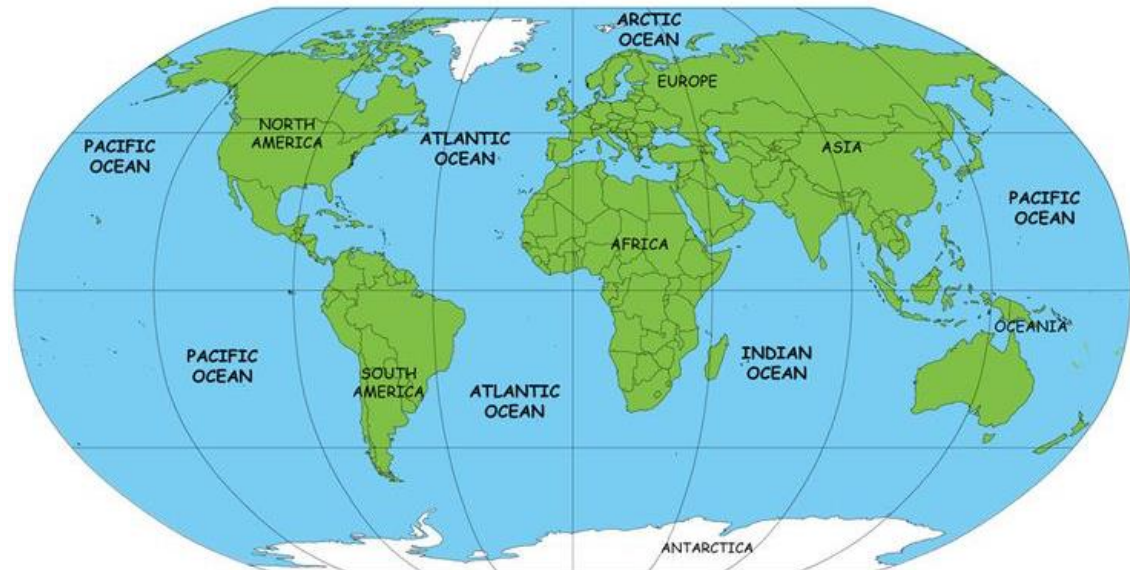 ARCTIC
OCEAN
EUROPE
NORTH
AMERICA
PACIFIC
OCEAN
ATLANTIC
OCEAN
ASIA
PACIFIC
OCEAN
AFRICA
OCEANIA
PACIFIC
OCEAN
SOUTH
AMERICA
ATLANTIC
OCEAN
INDIAN
OCEAN
ANTARCTICA